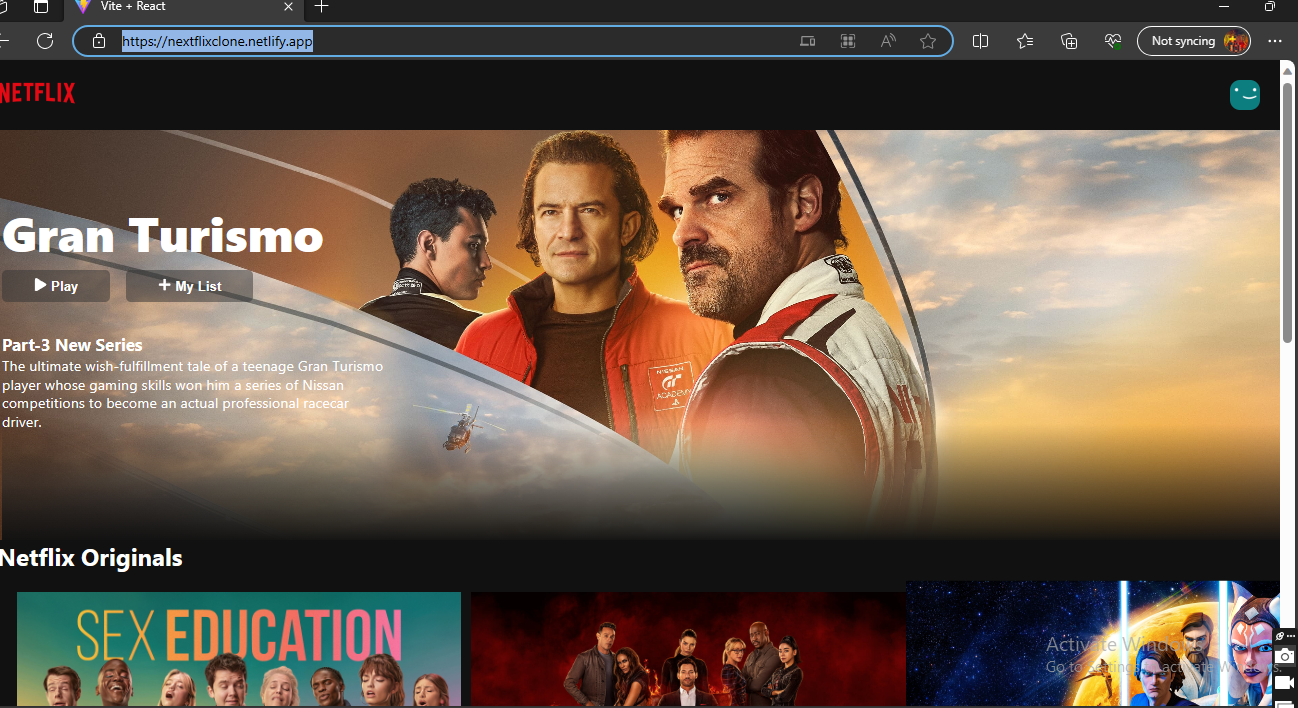 Vite + React
https://nextflixclone.netlify.app
Not syncing
NETFLIX
Gran Turismo
Play
My List
Part-3 New Series
The ultimate wish-fulfillment tale of a teenage Gran Turismo
player whose gaming skills won him a series of Nissan
competitions to become an actual professional racecar
driver.
NISSAN
GT
ACADEMY
Netflix Originals
SEX EDUCATION
Activate Windows
Go to Settings to activate Windows.